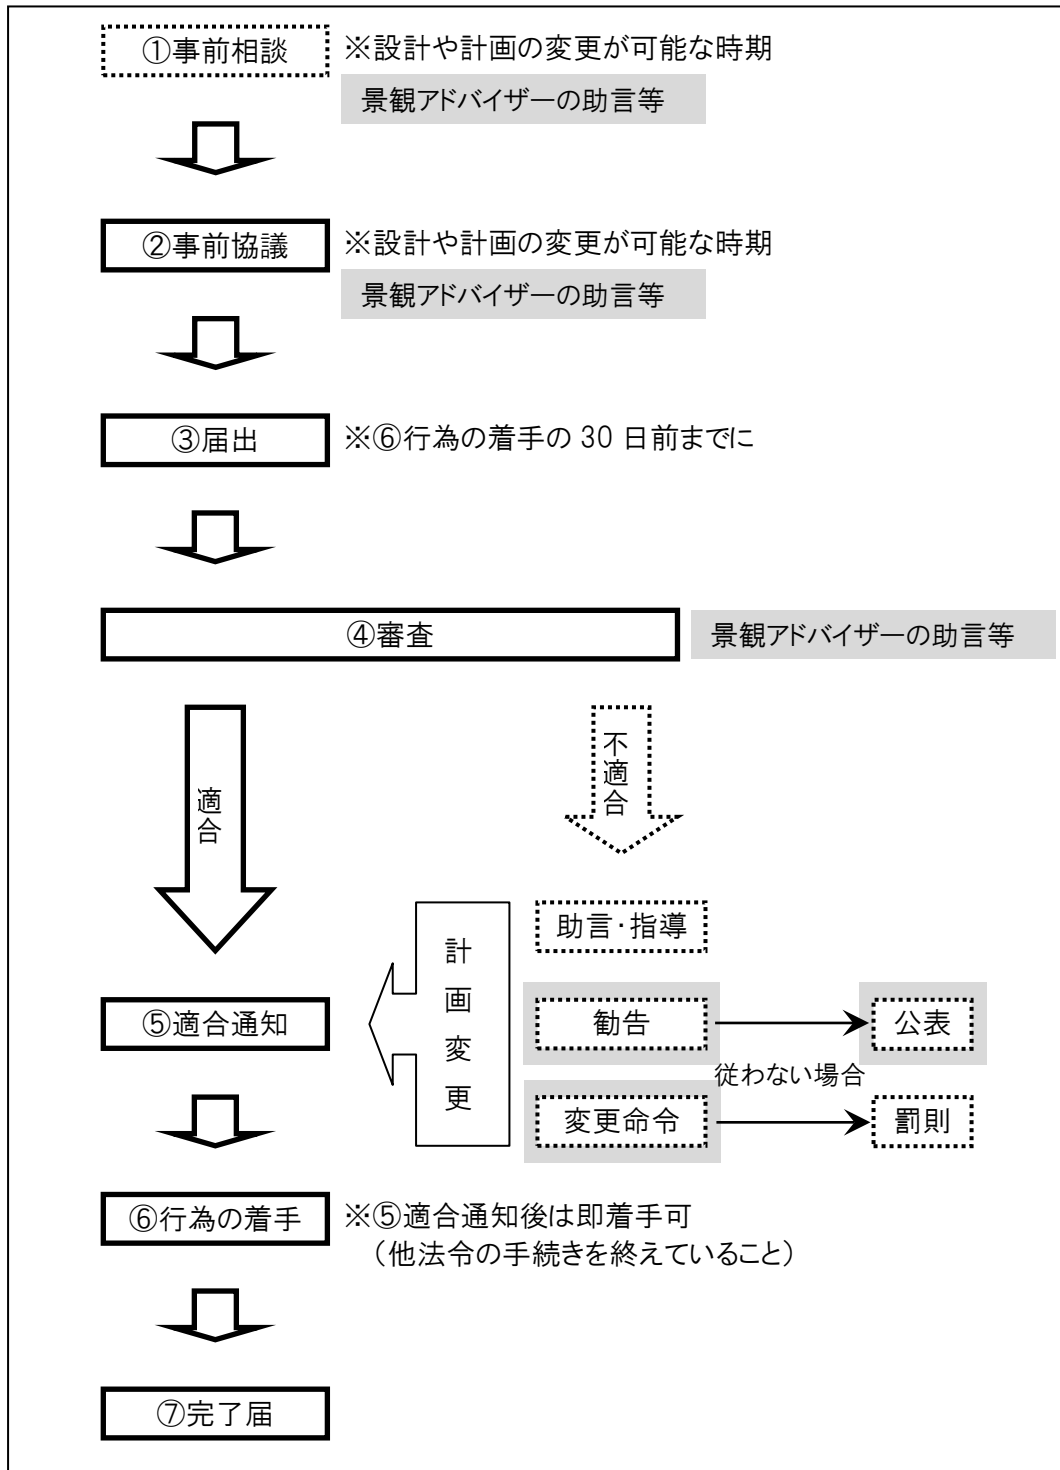 ①事前相談
※設計や計画の変更が可能な時期
景観アドバイザーの助言等
②事前協議
※設計や計画の変更が可能な時期
景観アドバイザーの助言等
③届出
※⑥行為の着手の 30 日前までに
④審査
景観アドバイザーの助言等
適合
不適合
計画変更
助言・指導
勧告
公表
従わない場合
変更命令
罰則
⑤適合通知
⑥行為の着手
※⑤適合通知後は即着手可
（他法令の手続きを終えていること）
⑦完了届